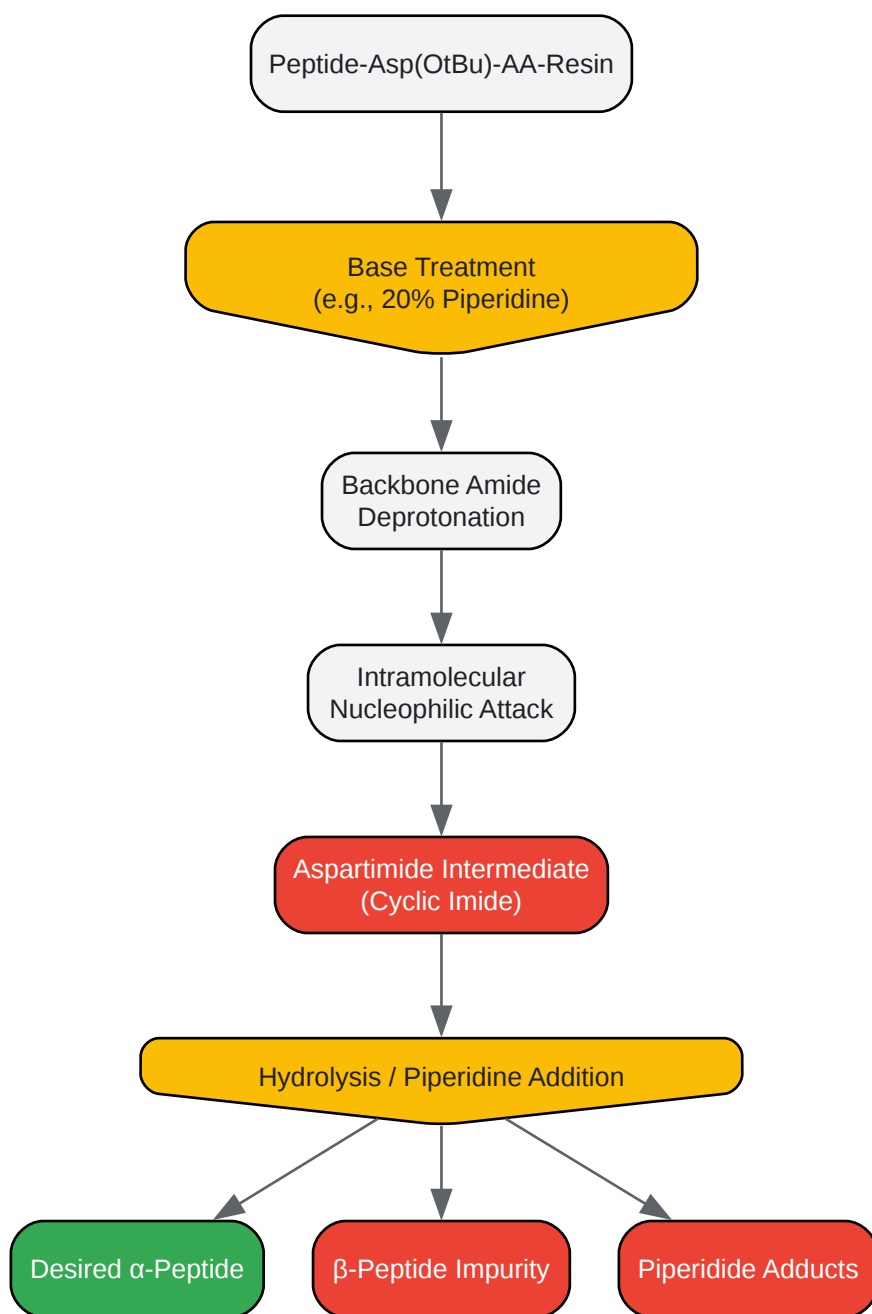 Peptide-Asp(OtBu)-AA-Resin
Base Treatment
(e.g., 20% Piperidine)
Backbone Amide
Deprotonation
Intramolecular
Nucleophilic Attack
Aspartimide Intermediate
(Cyclic Imide)
Hydrolysis / Piperidine Addition
Desired α-Peptide
β-Peptide Impurity
Piperidide Adducts